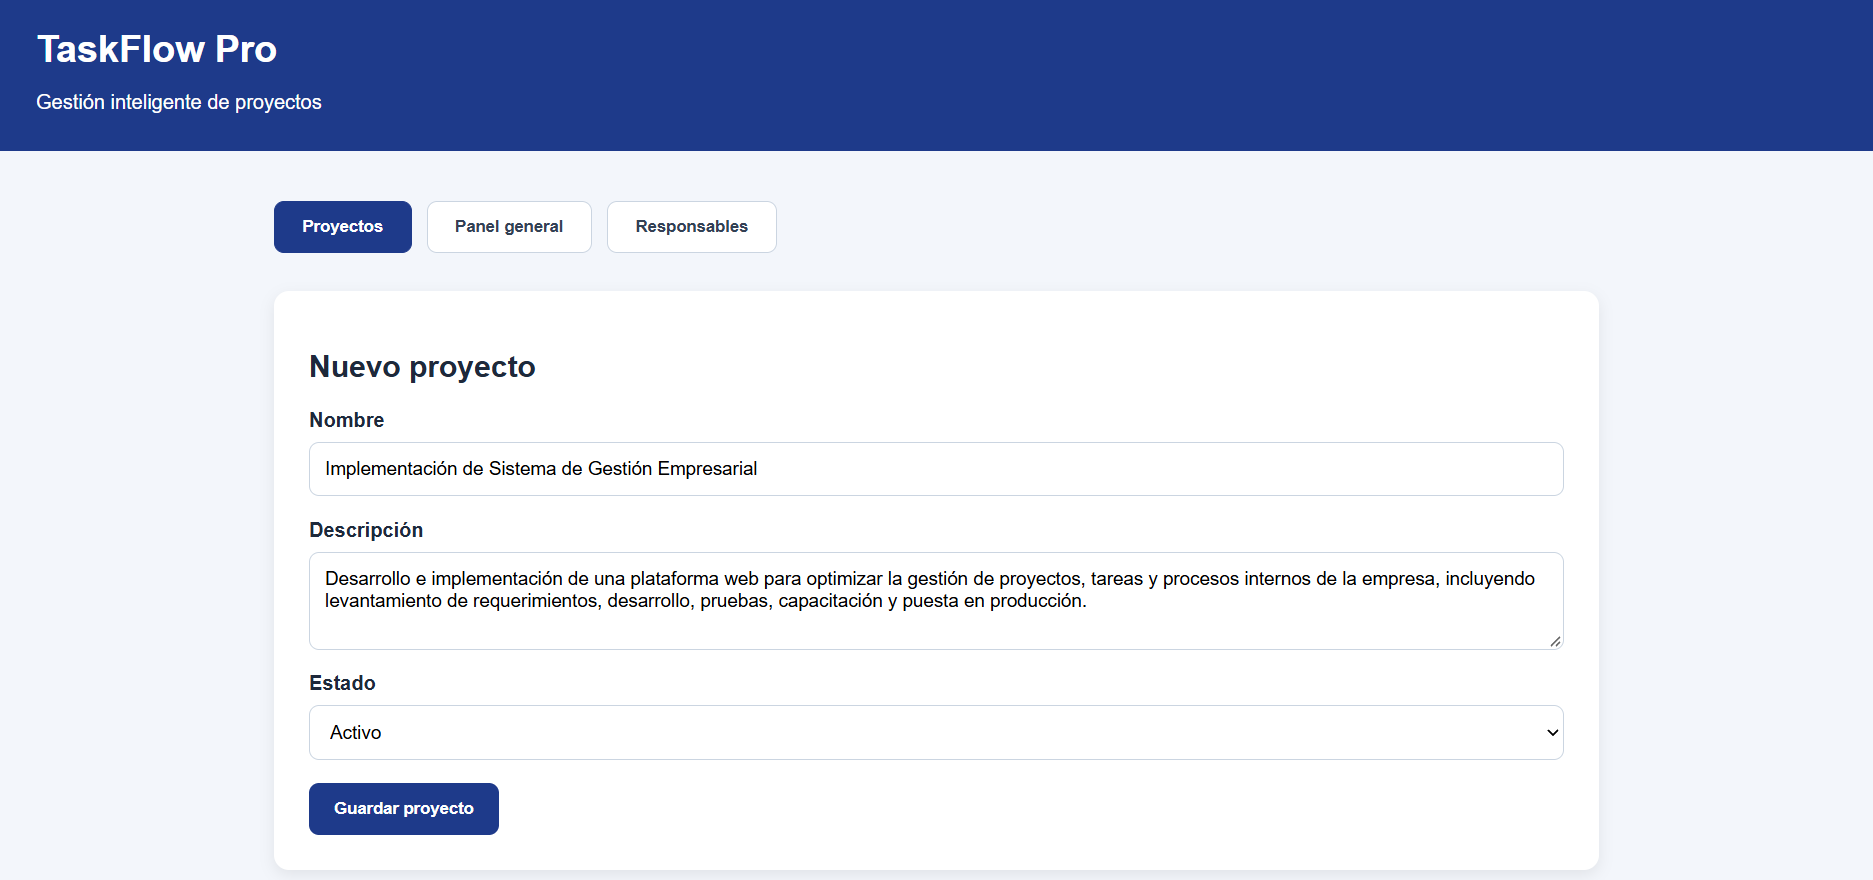 TaskFlow Pro
Gestión inteligente de proyectos
Proyectos
Panel general
Responsables
Nuevo proyecto
Nombre
Implementación de Sistema de Gestión Empresarial
Descripción
Desarrollo e implementación de una plataforma web para optimizar la gestión de proyectos, tareas y procesos internos de la empresa, incluyendo
levantamiento de requerimientos, desarrollo, pruebas, capacitación y puesta en producción.
Estado
Activo
Guardar proyecto